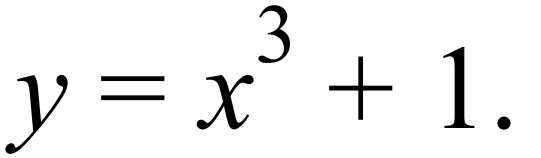 y = x³ + 1.